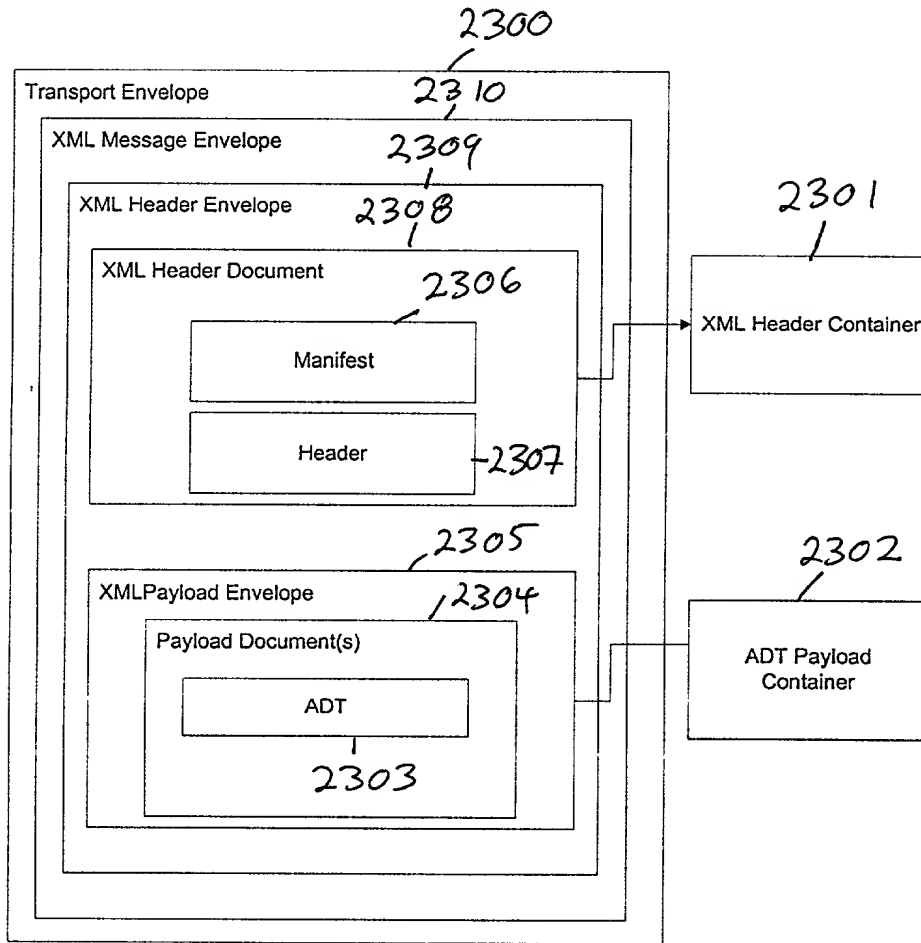 2300
Transport Envelope
2310
XML Message Envelope
2309
XML Header Envelope
2308
XML Header Document
2306
Manifest
Header
2307
2301
XML Header Container
2305
XMLPayload Envelope
2304
Payload Document(s)
ADT
2303
2302
ADT Payload
Container